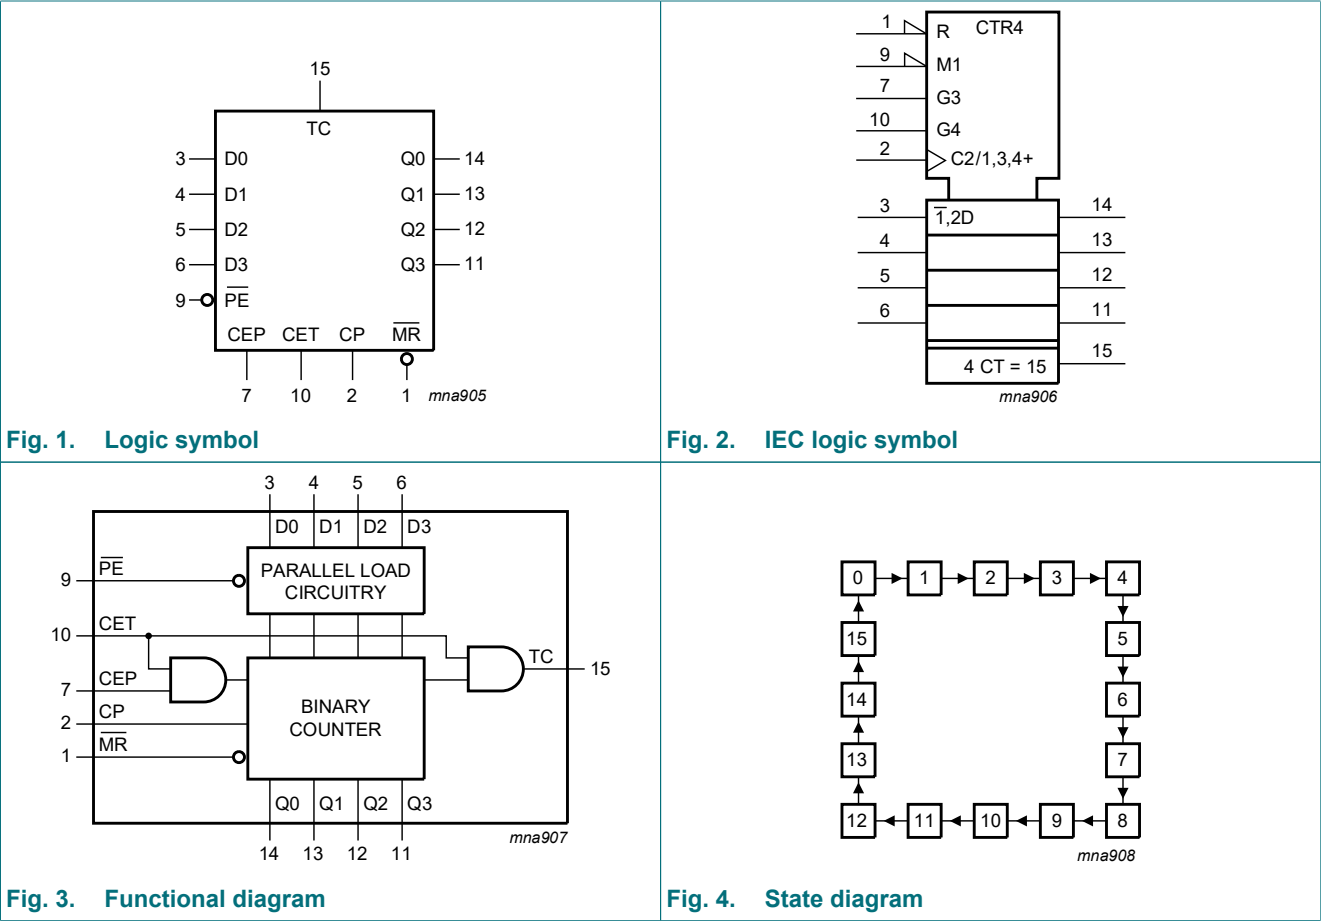 15
TC
3 D0 Q0 14
4 D1 Q1 13
5 D2 Q2 12
6 D3 Q3 11
9 P̅E̅
CEP CET CP M̅R̅
7 10 2 1 mna905
Fig. 1. Logic symbol
1 R CTR4
9 M1
7 G3
10 G4
2 C2/1,3,4+
3 1̅,2D 14
4 13
5 12
6 11
4 CT = 15 15
mna906
Fig. 2. IEC logic symbol
3 4 5 6
D0 D1 D2 D3
9 P̅E̅ PARALLEL LOAD
CIRCUITRY
10 CET
TC 15
7 CEP
2 CP BINARY
COUNTER
1 M̅R̅
Q0 Q1 Q2 Q3
mna907
14 13 12 11
Fig. 3. Functional diagram
0 1 2 3 4
15 5
14 6
13 7
12 11 10 9 8
mna908
Fig. 4. State diagram